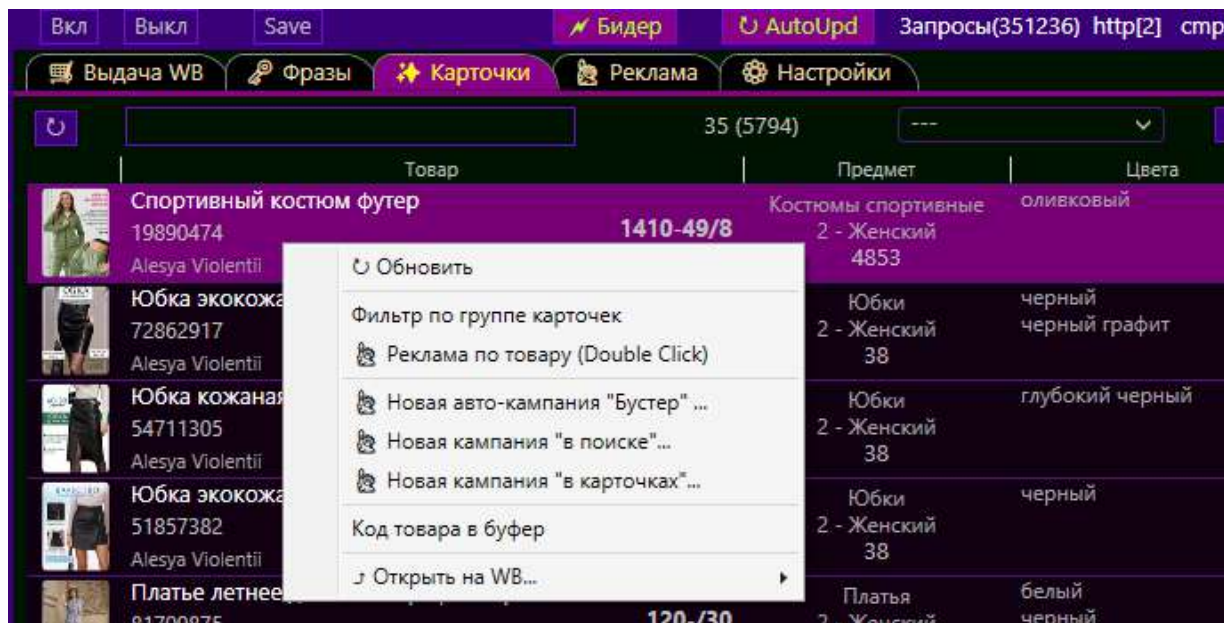 Вкл Выкл Save Бидер AutoUpd Запросы(351236) http[2] cmp
Выдача WB Фразы Карточки Реклама Настройки
35 (5794) ---
Товар Предмет Цвета
Спортивный костюм футер Костюмы спортивные оливковый
19890474 1410-49/8 2 - Женский
Alesya Violentii 4853
Обновить
Фильтр по группе карточек
Реклама по товару (Double Click)
Новая авто-кампания "Бустер" ...
Новая кампания "в поиске"...
Новая кампания "в карточках"...
Код товара в буфер
Открыть на WB...
Юбка экокожа Юбки черный
72862917 2 - Женский черный графит
Alesya Violentii 38
Юбка кожаная Юбки глубокий черный
54711305 2 - Женский
Alesya Violentii 38
Юбка экокожа Юбки черный
51857382 2 - Женский
Alesya Violentii 38
Платье летнее Платья белый
81709875 120-/30 2 - Женский черный